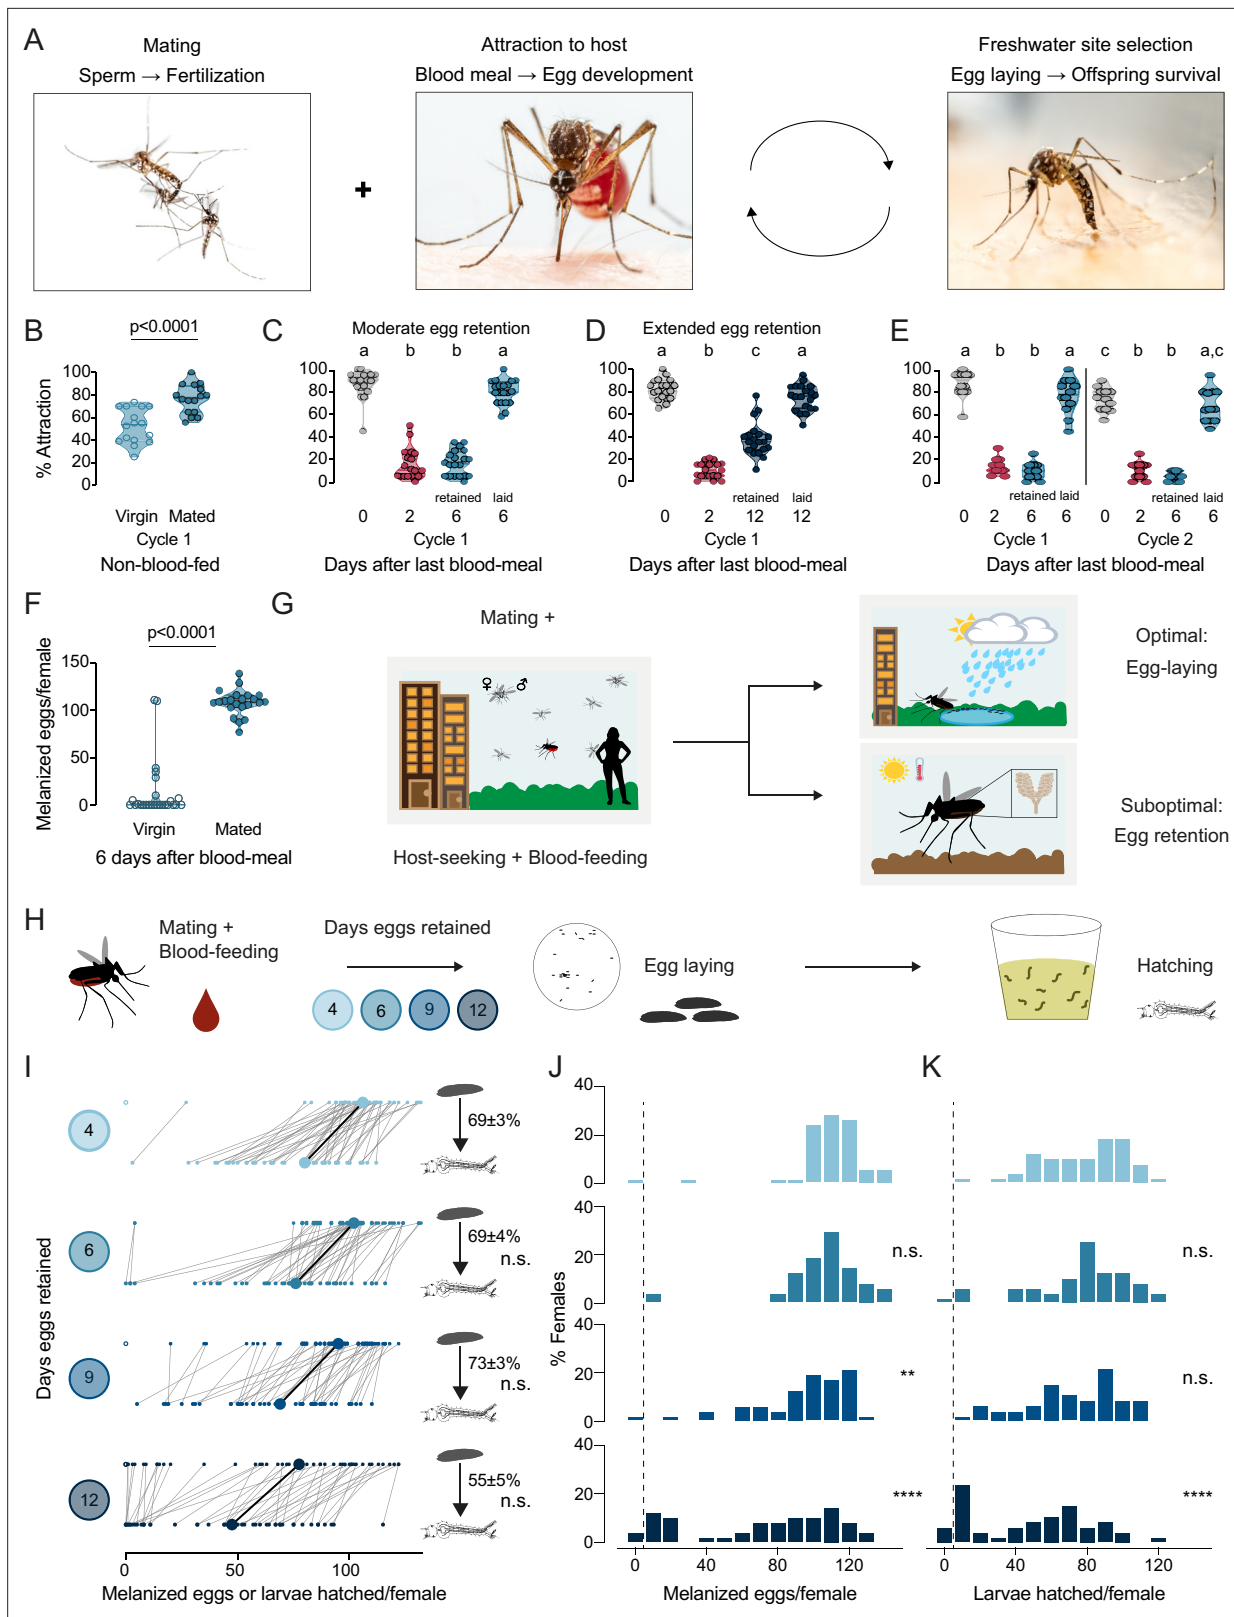 A
Mating
Sperm → Fertilization
Attraction to host
Blood meal → Egg development
Freshwater site selection
Egg laying → Offspring survival
+
B
p<0.0001
% Attraction
100
80
60
40
20
0
Virgin Mated
Cycle 1
Non-blood-fed
C
Moderate egg retention
a b b a
100
80
60
40
20
0
retained laid
0 2 6 6
Cycle 1
Days after last blood-meal
D
Extended egg retention
a b c a
100
80
60
40
20
0
retained laid
0 2 12 12
Cycle 1
Days after last blood-meal
E
a b b a c b b a,c
100
80
60
40
20
0
retained laid retained laid
0 2 6 6 0 2 6 6
Cycle 1 Cycle 2
Days after last blood-meal
F
p<0.0001
Melanized eggs/female
150
100
50
0
Virgin Mated
6 days after blood-meal
G
Mating +
♀ ♂
Host-seeking + Blood-feeding
Optimal:
Egg-laying
Suboptimal:
Egg retention
H
Mating +
Blood-feeding
Days eggs retained
4 6 9 12
Egg laying
Hatching
I
Days eggs retained
4
69±3%
6
69±4%
n.s.
9
73±3%
n.s.
12
55±5%
n.s.
0 50 100
Melanized eggs or larvae hatched/female
J
% Females
40
20
0
40
20
0
n.s.
40
20
0
**
40
20
0
****
0 40 80 120
Melanized eggs/female
K
n.s.
n.s.
****
0 40 80 120
Larvae hatched/female